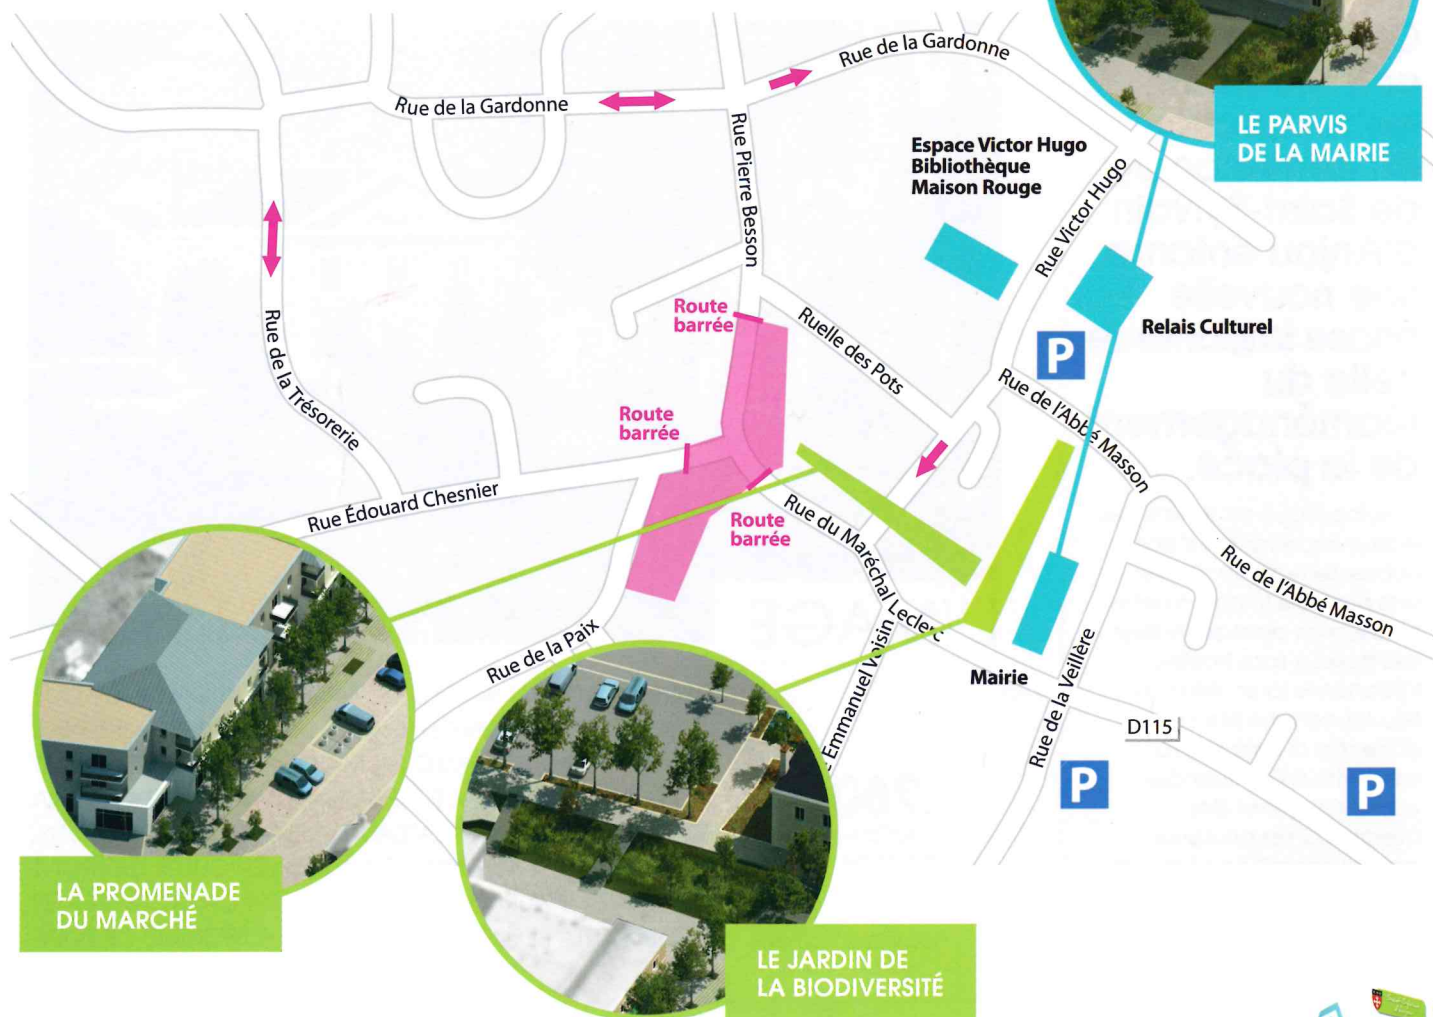 Rue de la Gardonne
Rue de la Gardonne
LE PARVIS
DE LA MAIRIE
Rue Pierre Besson
Espace Victor Hugo
Bibliothèque
Maison Rouge
Rue Victor Hugo
Route
barrée
Ruelle des Pots
Relais Culturel
P
Rue de la Trésorerie
Route
barrée
Rue de l'Abbé Masson
Rue Édouard Chesnier
Route
barrée
Rue du Maréchal Leclerc
Rue de l'Abbé Masson
Rue de la Paix
Emmanuel Voisin
Mairie
Rue de la Veillère
D115
P
P
LA PROMENADE
DU MARCHÉ
LE JARDIN DE
LA BIODIVERSITÉ